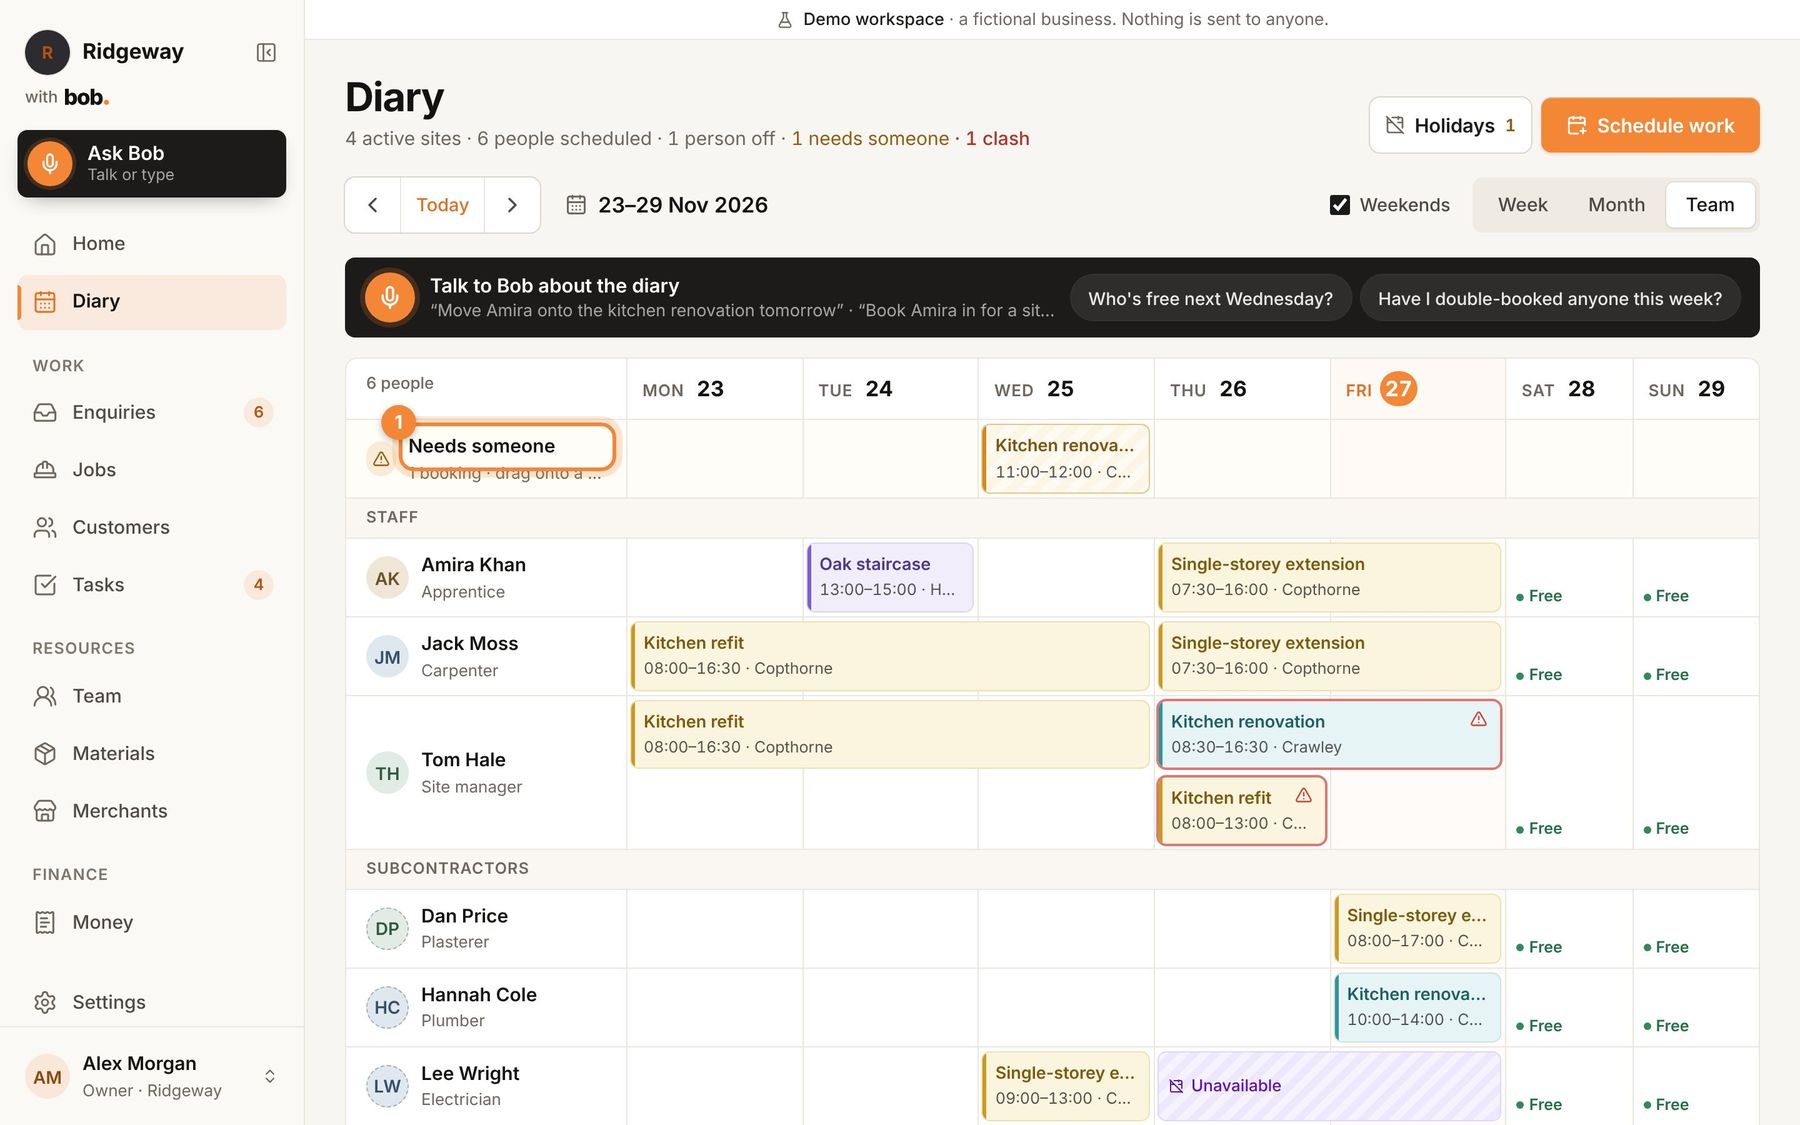 Demo workspace · a fictional business. Nothing is sent to anyone.
R
Ridgeway
with bob.
Ask Bob
Talk or type
Home
Diary
WORK
Enquiries 6
Jobs
Customers
Tasks 4
RESOURCES
Team
Materials
Merchants
FINANCE
Money
Settings
AM
Alex Morgan
Owner · Ridgeway
Diary
4 active sites · 6 people scheduled · 1 person off · 1 needs someone · 1 clash
Holidays 1
Schedule work
Today
23–29 Nov 2026
Weekends
Week Month Team
Talk to Bob about the diary
“Move Amira onto the kitchen renovation tomorrow” · “Book Amira in for a sit...
Who's free next Wednesday?
Have I double-booked anyone this week?
6 people
MON 23
TUE 24
WED 25
THU 26
FRI 27
SAT 28
SUN 29
1
Needs someone
1 booking · drag onto a ...
Kitchen renova...
11:00–12:00 · C...
STAFF
AK
Amira Khan
Apprentice
Oak staircase
13:00–15:00 · H...
Single-storey extension
07:30–16:00 · Copthorne
Free
Free
JM
Jack Moss
Carpenter
Kitchen refit
08:00–16:30 · Copthorne
Single-storey extension
07:30–16:00 · Copthorne
Free
Free
TH
Tom Hale
Site manager
Kitchen refit
08:00–16:30 · Copthorne
Kitchen renovation
08:30–16:30 · Crawley
Kitchen refit
08:00–13:00 · C...
Free
Free
SUBCONTRACTORS
DP
Dan Price
Plasterer
Single-storey e...
08:00–17:00 · C...
Free
Free
HC
Hannah Cole
Plumber
Kitchen renova...
10:00–14:00 · C...
Free
Free
LW
Lee Wright
Electrician
Single-storey e...
09:00–13:00 · C...
Unavailable
Free
Free